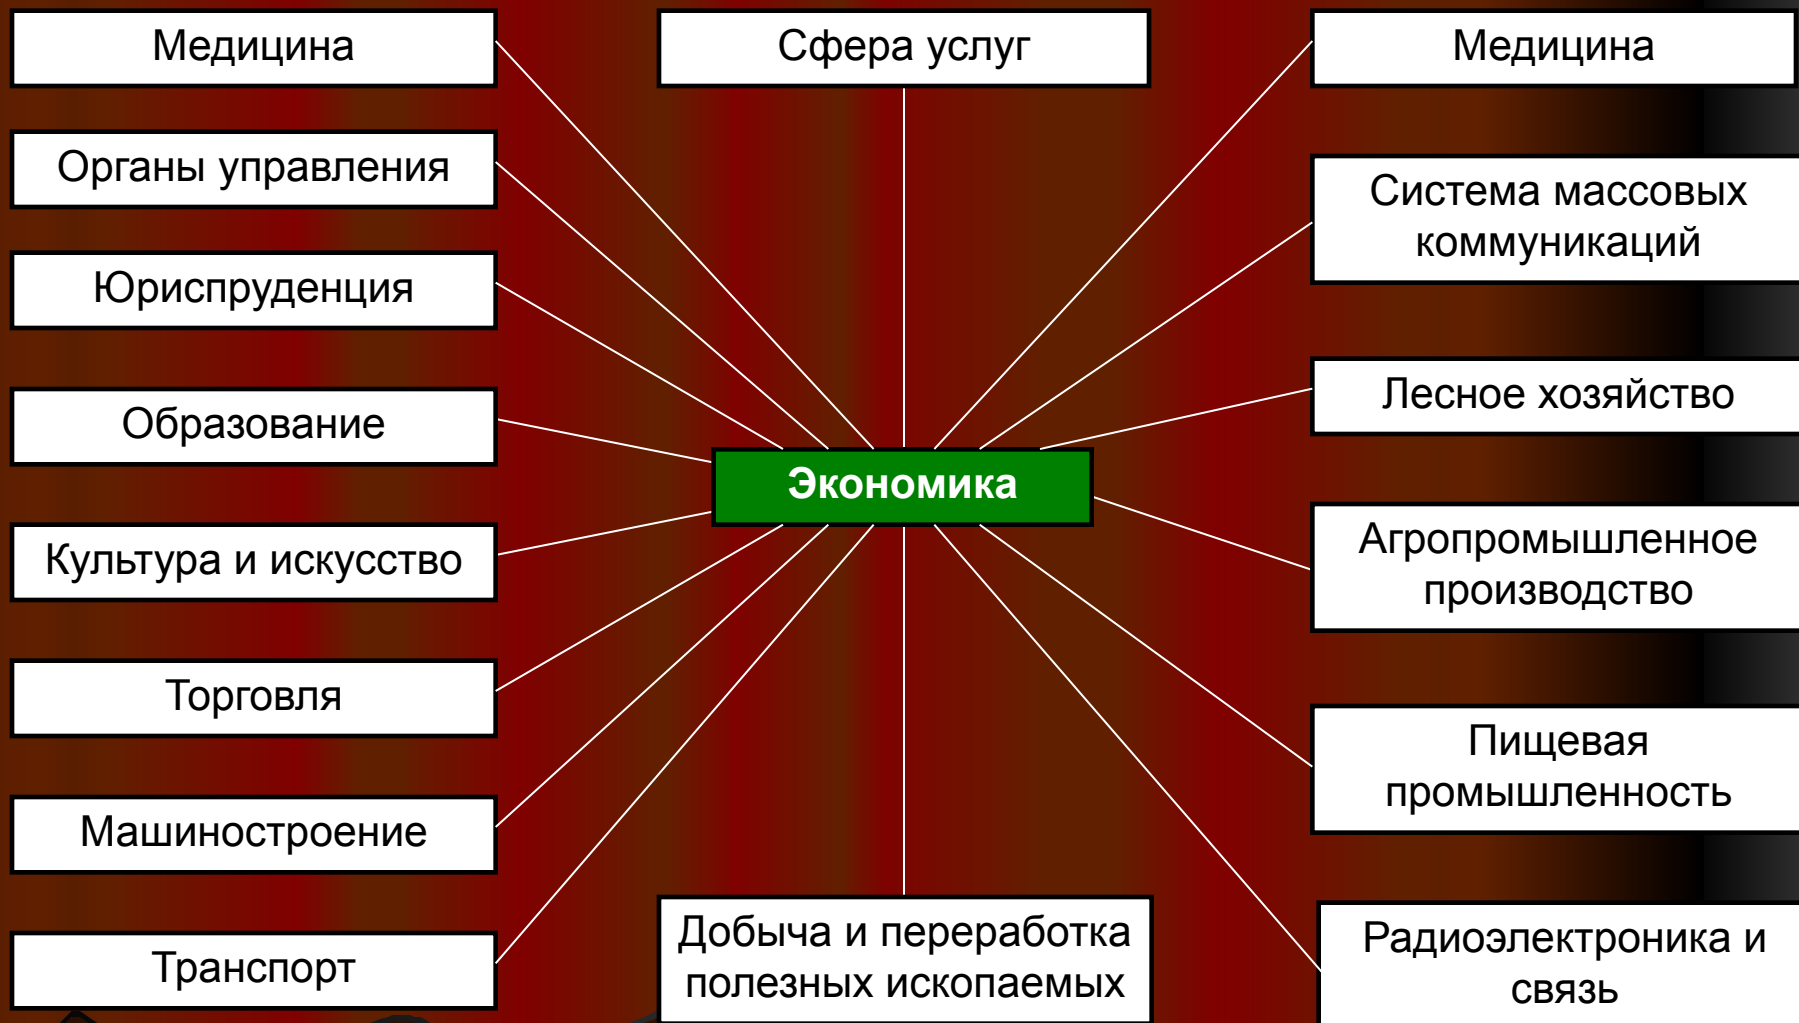 Медицина
Сфера услуг
Медицина
Органы управления
Система массовых
коммуникаций
Юриспруденция
Лесное хозяйство
Образование
Экономика
Агропромышленное
производство
Культура и искусство
Торговля
Пищевая
промышленность
Машиностроение
Добыча и переработка
полезных ископаемых
Радиоэлектроника и
связь
Транспорт